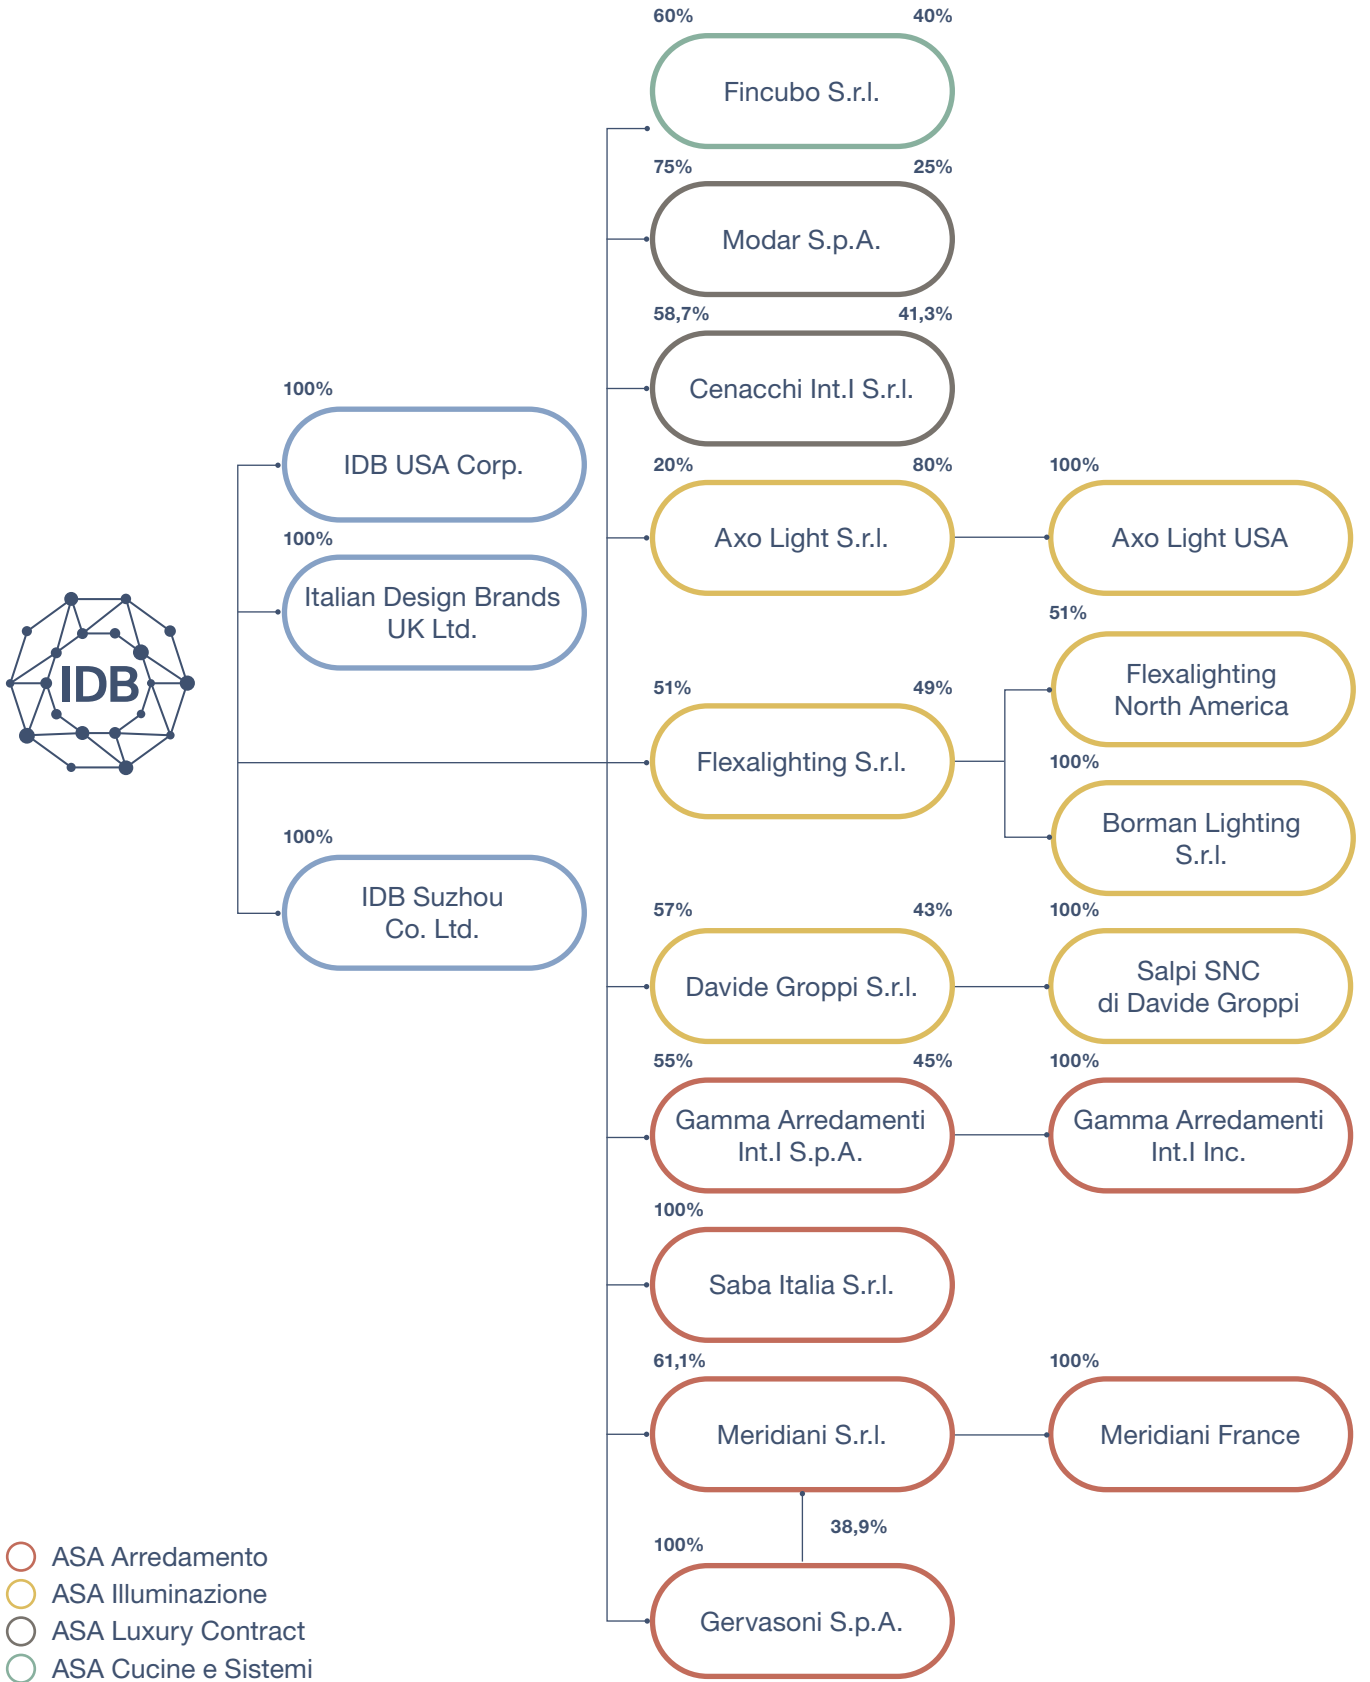 60% 40%
Fincubo S.r.l.
75% 25%
Modar S.p.A.
58,7% 41,3%
Cenacchi Int.l S.r.l.
100%
IDB USA Corp.
20% 80% 100%
Axo Light S.r.l. Axo Light USA
100%
Italian Design Brands
UK Ltd.
IDB
51%
Flexalighting
North America
51% 49%
Flexalighting S.r.l.
100%
Borman Lighting
S.r.l.
100%
IDB Suzhou
Co. Ltd.
57% 43% 100%
Davide Groppi S.r.l.
Salpi SNC
di Davide Groppi
55% 45% 100%
Gamma Arredamenti
Int.l S.p.A.
Gamma Arredamenti
Int.l Inc.
100%
Saba Italia S.r.l.
61,1% 100%
Meridiani S.r.l. Meridiani France
38,9%
100%
Gervasoni S.p.A.
ASA Arredamento
ASA Illuminazione
ASA Luxury Contract
ASA Cucine e Sistemi